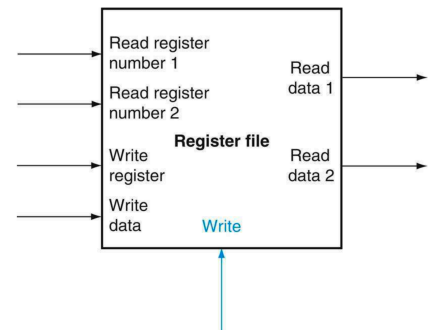 Read register
number 1
Read
data 1
Read register
number 2
Register file
Write
register
Read
data 2
Write
data
Write